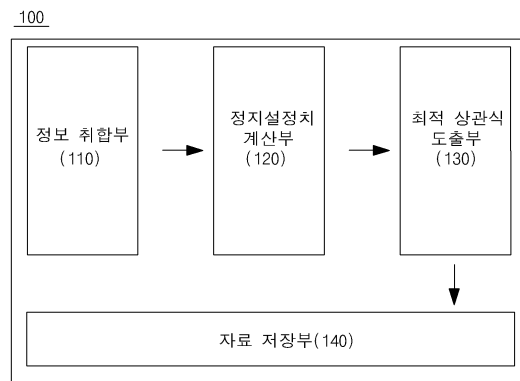 100
정보 취합부
(110)
정지설정치
계산부
(120)
최적 상관식
도출부
(130)
자료 저장부(140)